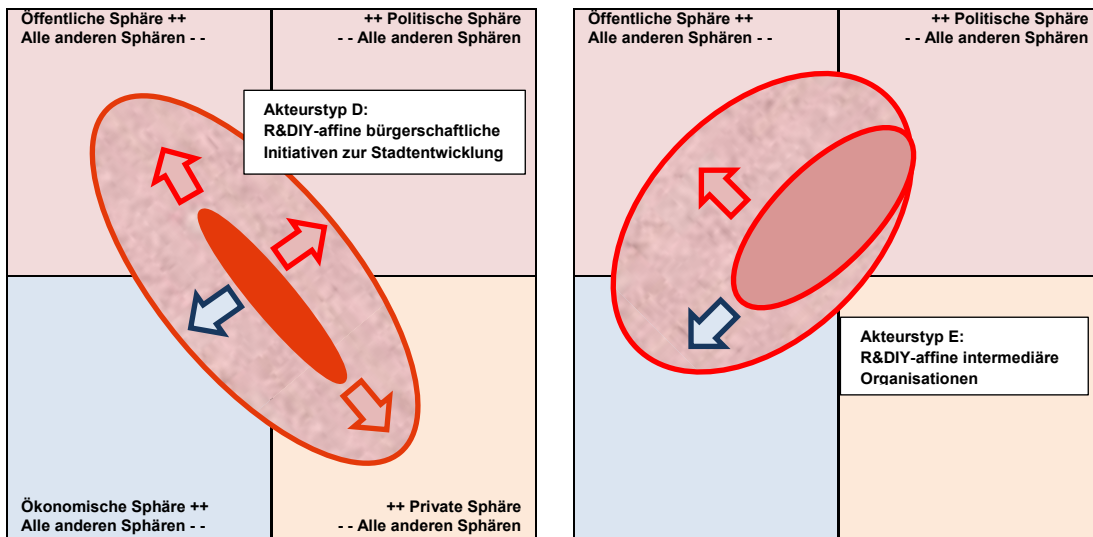 Öffentliche Sphäre ++
Alle anderen Sphären - -
++ Politische Sphäre
- - Alle anderen Sphären
Akteurstyp D:
R&DIY-affine bürgerschaftliche
Initiativen zur Stadtentwicklung
Ökonomische Sphäre ++
Alle anderen Sphären - -
++ Private Sphäre
- - Alle anderen Sphären
Öffentliche Sphäre ++
Alle anderen Sphären - -
++ Politische Sphäre
- - Alle anderen Sphären
Akteurstyp E:
R&DIY-affine intermediäre
Organisationen